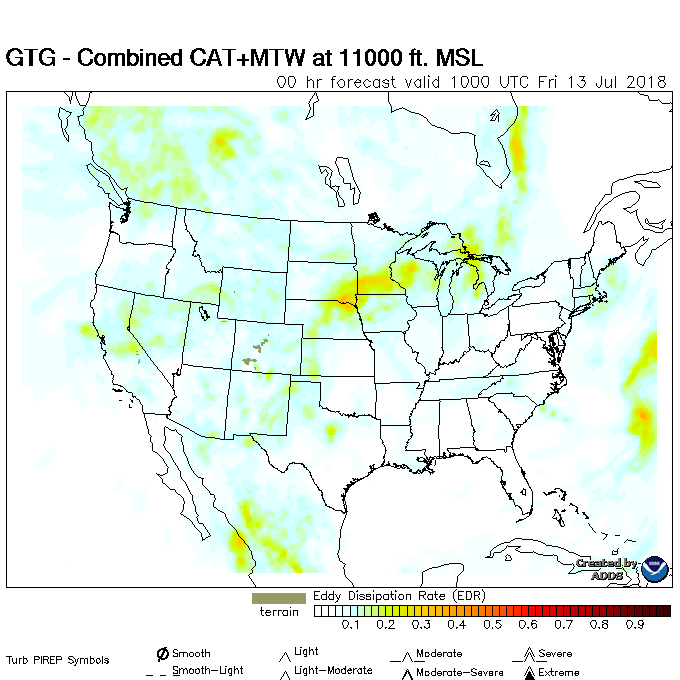 GTG - Combined CAT+MTW at 11000 ft. MSL
00 hr forecast valid 1000 UTC Fri 13 Jul 2018
Created by
ADDS
Eddy Dissipation Rate (EDR)
terrain
0.1 0.2 0.3 0.4 0.5 0.6 0.7 0.8 0.9
Turb PIREP Symbols
Smooth Light Moderate Severe
Smooth-Light Light-Moderate Moderate-Severe Extreme